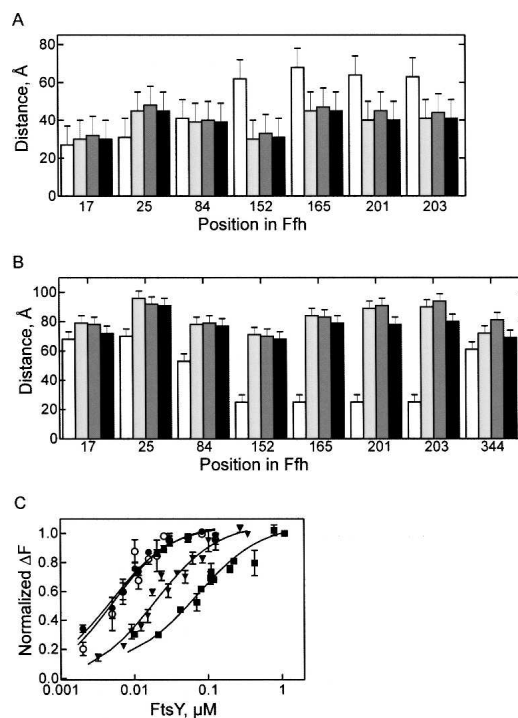 A
Distance, Å
80
60
40
20
0
17 25 84 152 165 201 203
Position in Ffh
B
Distance, Å
100
80
60
40
20
0
17 25 84 152 165 201 203 344
Position in Ffh
C
Normalized ΔF
1.0
0.8
0.6
0.4
0.2
0.0
0.001 0.01 0.1 1
FtsY, µM